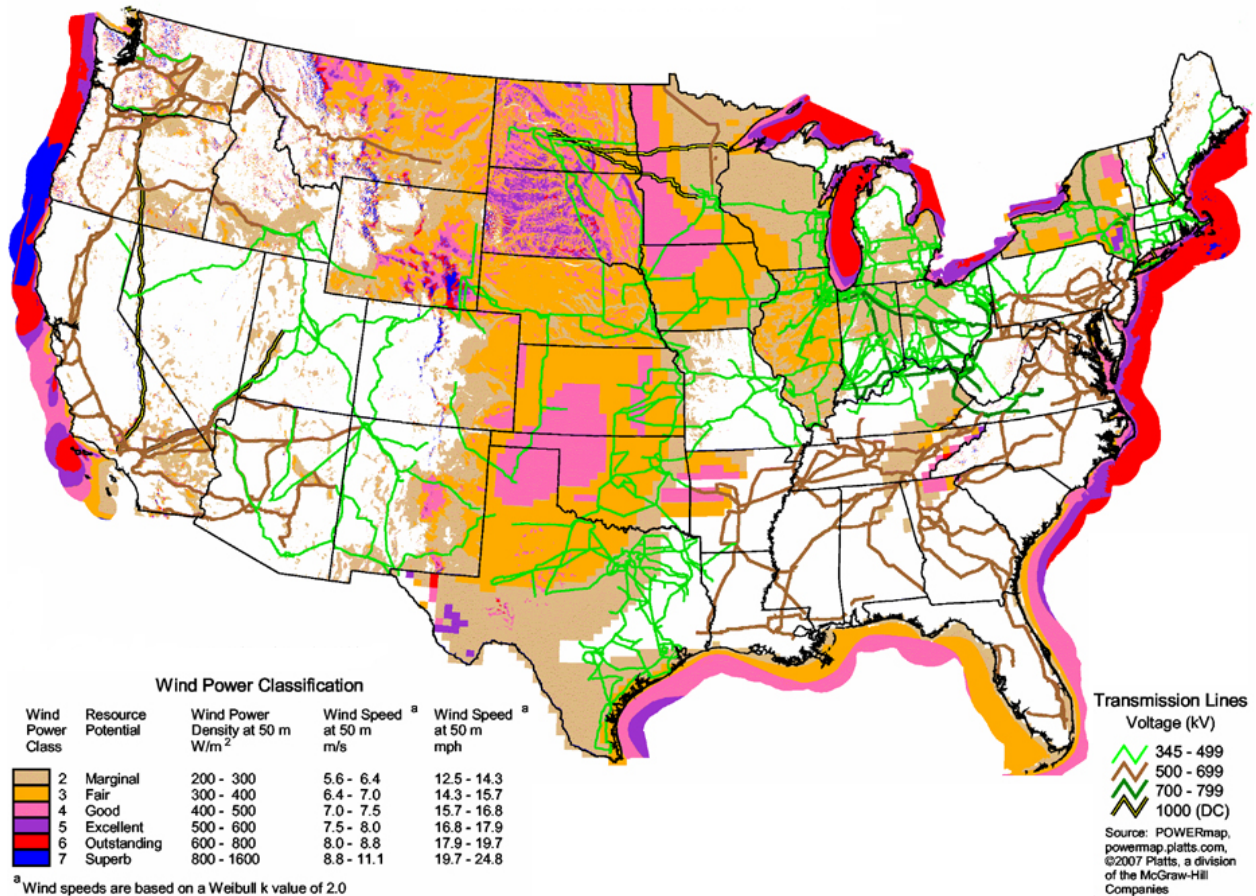 Wind Power Classification
Wind Power Class Resource Potential Wind Power Density at 50 m W/m² Wind Speed ᵃ at 50 m m/s Wind Speed ᵃ at 50 m mph
2 Marginal 200 - 300 5.6 - 6.4 12.5 - 14.3
3 Fair 300 - 400 6.4 - 7.0 14.3 - 15.7
4 Good 400 - 500 7.0 - 7.5 15.7 - 16.8
5 Excellent 500 - 600 7.5 - 8.0 16.8 - 17.9
6 Outstanding 600 - 800 8.0 - 8.8 17.9 - 19.7
7 Superb 800 - 1600 8.8 - 11.1 19.7 - 24.8
ᵃ Wind speeds are based on a Weibull k value of 2.0
Transmission Lines
Voltage (kV)
345 - 499
500 - 699
700 - 799
1000 (DC)
Source: POWERmap,
powermap.platts.com,
©2007 Platts, a division
of the McGraw-Hill
Companies